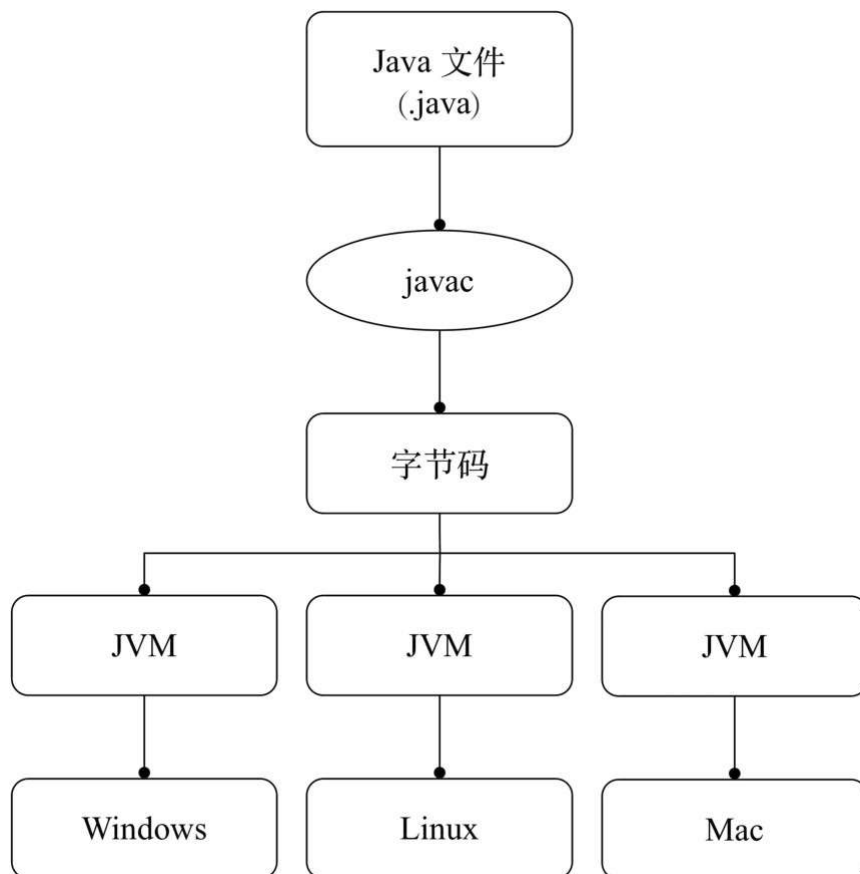 Java 文件
(.java)
javac
字节码
JVM
JVM
JVM
Windows
Linux
Mac